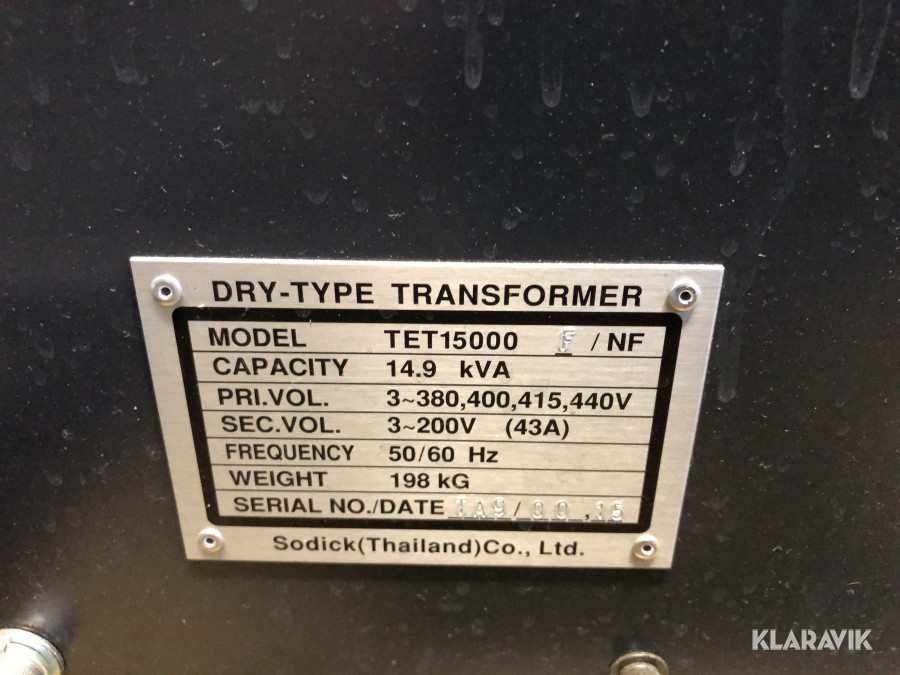 DRY-TYPE TRANSFORMER
MODEL TET15000 F / NF
CAPACITY 14.9 kVA
PRI.VOL. 3~380,400,415,440V
SEC.VOL. 3~200V (43A)
FREQUENCY 50/60 Hz
WEIGHT 198 kG
SERIAL NO./DATE
Sodick(Thailand)Co., Ltd.
KLARAVIK